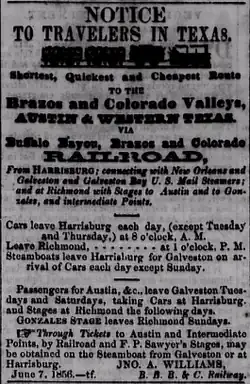 NOTICE
TO TRAVELERS IN TEXAS.
Shortest, Quickest and Cheapest Route
TO THE
Brazos and Colorado Valleys,
AUSTIN & WESTERN TEXAS.
VIA
Buffalo Bayou, Brazos and Colorado
RAILROAD,
From HARRISBURG; connecting with New Orleans and
Galveston and Galveston Bay U. S. Mail Steamers;
and at Richmond with Stages to Austin and to Gon-
zales, and intermediate Points.
Cars leave Harrisburg each day, (except Tuesday
and Thursday,) at 8 o'clock, A. M.
Leave Richmond, - - - - - - - - at 1 o'clock, P. M.
Steamboats leave Harrisburg for Galveston on ar-
rival of Cars each day except Sunday.
Passengers for Austin, &c., leave Galveston Tues-
days and Saturdays, taking Cars at Harrisburg
and Stages at Richmond the following days.
GONZALES STAGE leaves Richmond Sundays.
☞ Through Tickets to Austin and Intermediate
Points, by Railroad and F. P. Sawyer's Stages, may
be obtained on the Steamboat from Galveston or at
Harrisburg. JNO. A. WILLIAMS,
June 7, 1856.—tf. B. B. B. & C. Railway.